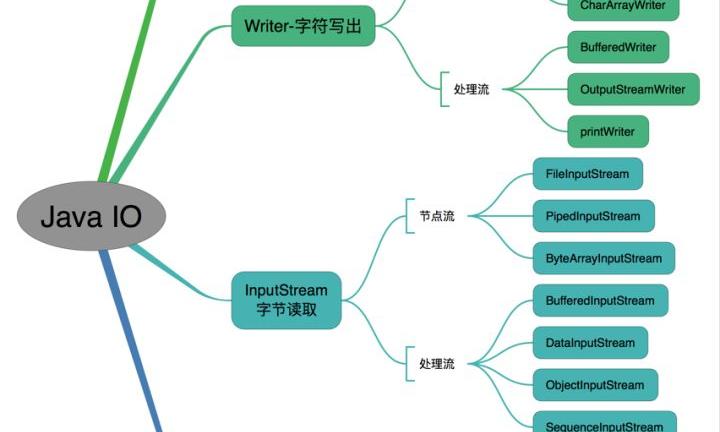 CharArrayWriter
Writer-字符写出
BufferedWriter
处理流
OutputStreamWriter
printWriter
Java IO
FileInputStream
节点流
PipedInputStream
ByteArrayInputStream
InputStream
字节读取
BufferedInputStream
DataInputStream
处理流
ObjectInputStream
SequenceInputStream